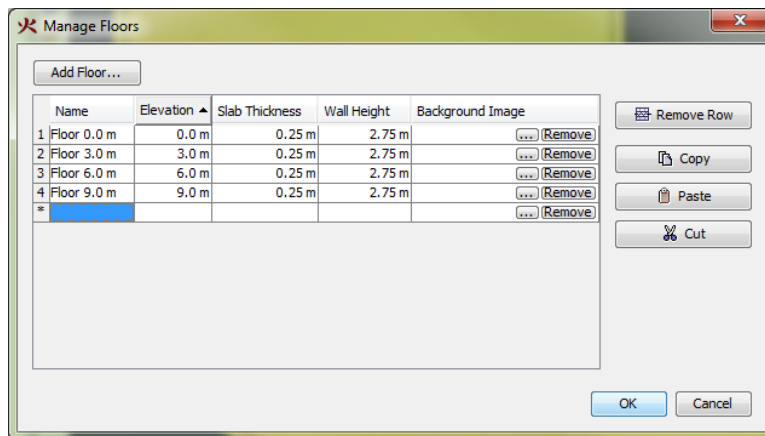 火 Manage Floors
X
Add Floor...
Name Elevation ▲ Slab Thickness Wall Height Background Image
1 Floor 0.0 m 0.0 m 0.25 m 2.75 m ... Remove
2 Floor 3.0 m 3.0 m 0.25 m 2.75 m ... Remove
3 Floor 6.0 m 6.0 m 0.25 m 2.75 m ... Remove
4 Floor 9.0 m 9.0 m 0.25 m 2.75 m ... Remove
* ... Remove
Remove Row
Copy
Paste
Cut
OK Cancel